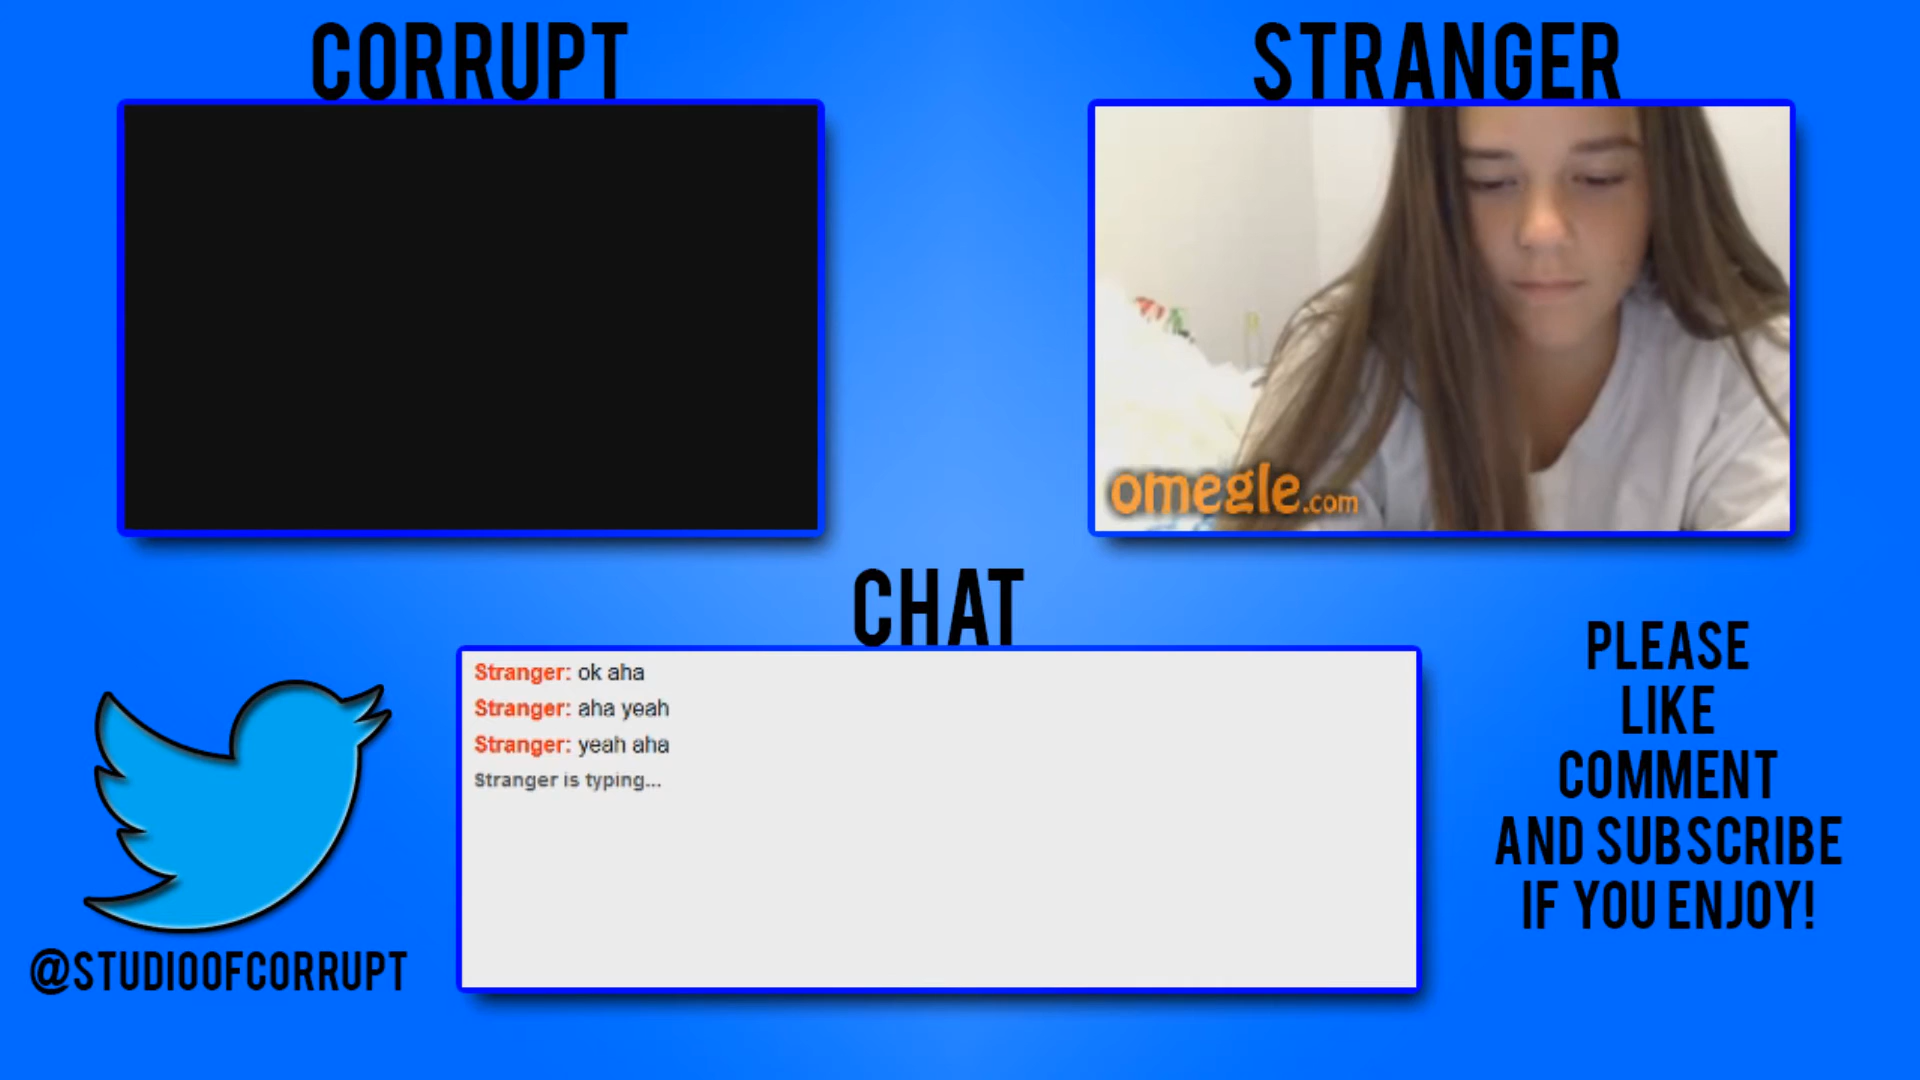 CORRUPT
STRANGER
omegle.com
CHAT
Stranger: ok aha
Stranger: aha yeah
Stranger: yeah aha
Stranger is typing...
@STUDIOOFCORRUPT
PLEASE
LIKE
COMMENT
AND SUBSCRIBE
IF YOU ENJOY!